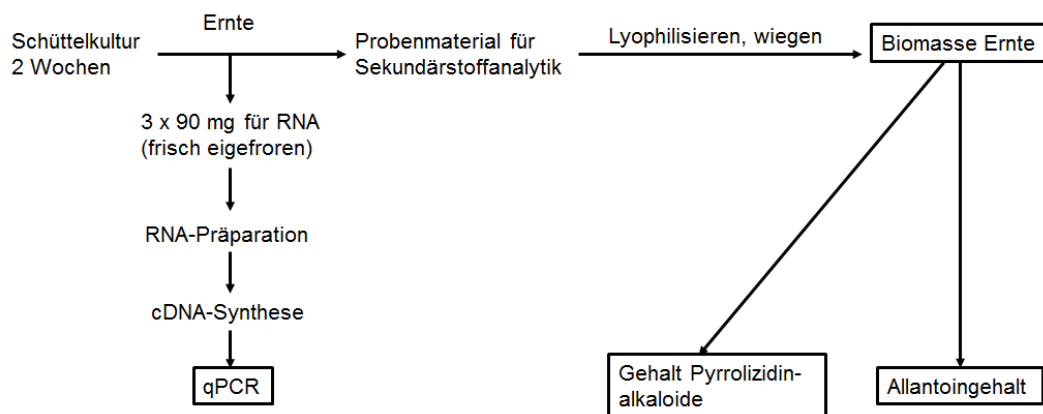 Ernte
Schüttelkultur
2 Wochen
Probenmaterial für
Sekundärstoffanalytik
Lyophilisieren, wiegen
Biomasse Ernte
3 x 90 mg für RNA
(frisch eigefroren)
RNA-Präparation
cDNA-Synthese
qPCR
Gehalt Pyrrolizidin-
alkaloide
Allantoingehalt